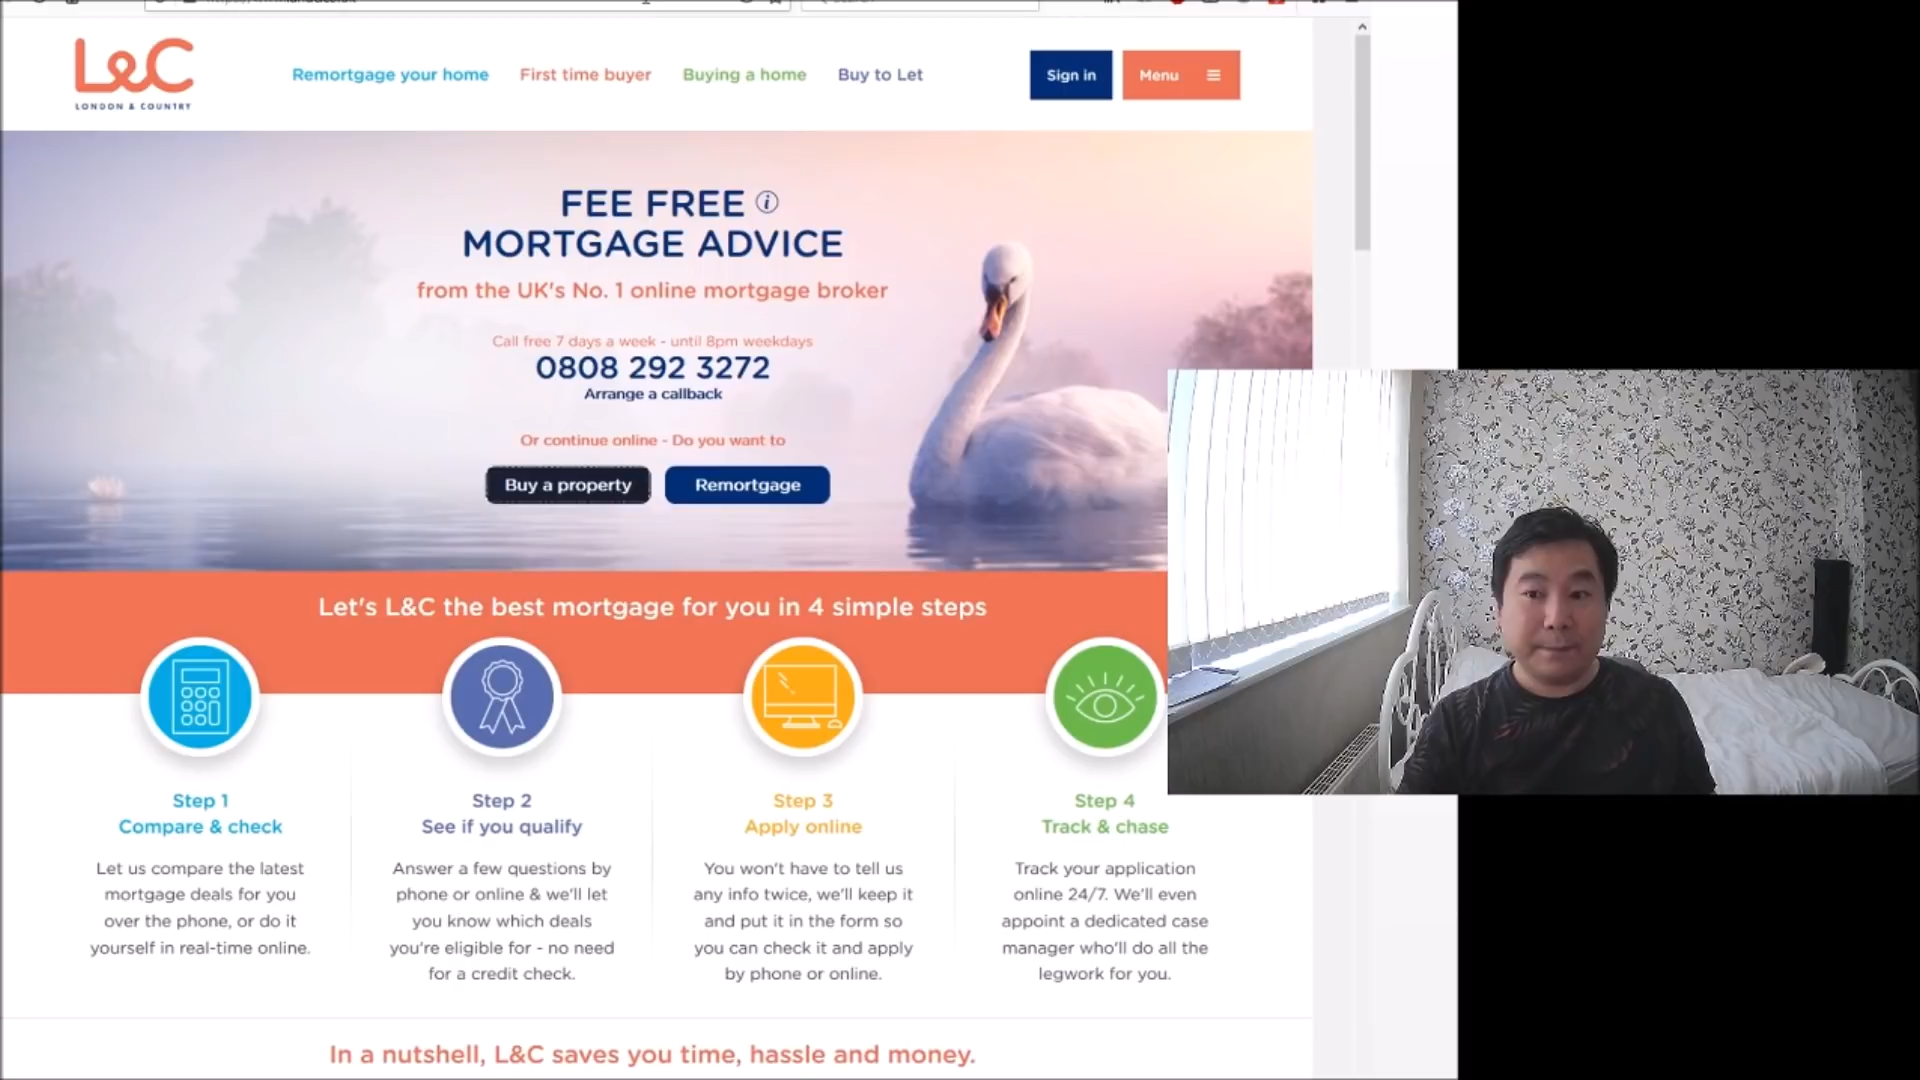 L&C
LONDON & COUNTRY
Remortgage your home
First time buyer
Buying a home
Buy to Let
Sign in
Menu
FEE FREE
MORTGAGE ADVICE
from the UK's No. 1 online mortgage broker
Call free 7 days a week - until 8pm weekdays
0808 292 3272
Arrange a callback
Or continue online - Do you want to
Buy a property
Remortgage
Let's L&C the best mortgage for you in 4 simple steps
Step 1
Compare & check
Let us compare the latest
mortgage deals for you
over the phone, or do it
yourself in real-time online.
Step 2
See if you qualify
Answer a few questions by
phone or online & we'll let
you know which deals
you're eligible for - no need
for a credit check.
Step 3
Apply online
You won't have to tell us
any info twice, we'll keep it
and put it in the form so
you can check it and apply
by phone or online.
Step 4
Track & chase
Track your application
online 24/7. We'll even
appoint a dedicated case
manager who'll do all the
legwork for you.
In a nutshell, L&C saves you time, hassle and money.